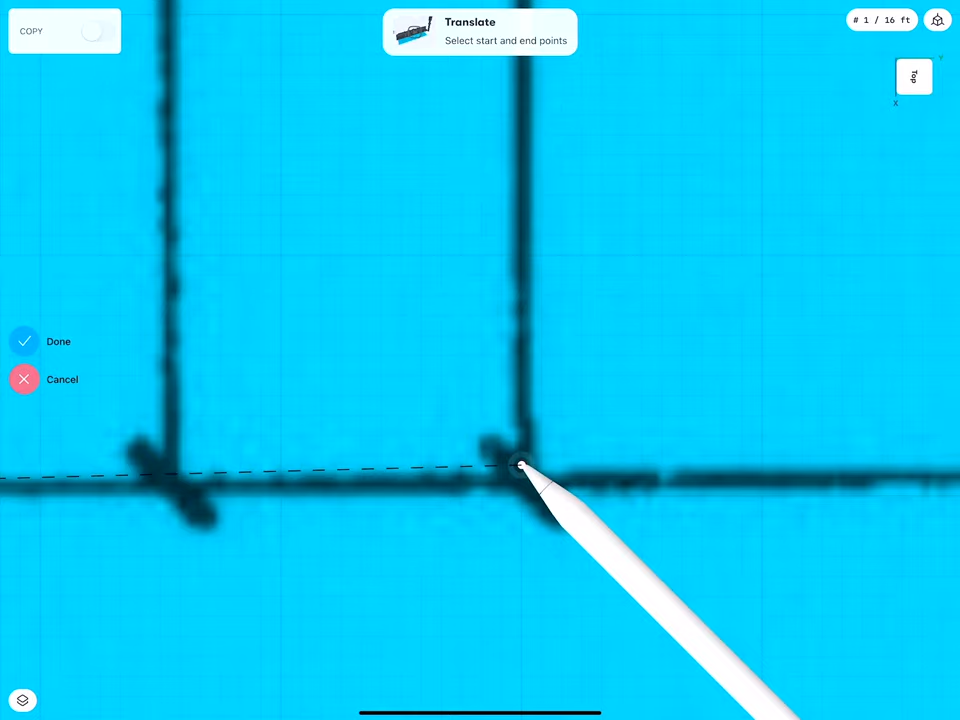 COPY
Translate
Select start and end points
# 1 / 16 ft
Y
Top
X
Done
Cancel